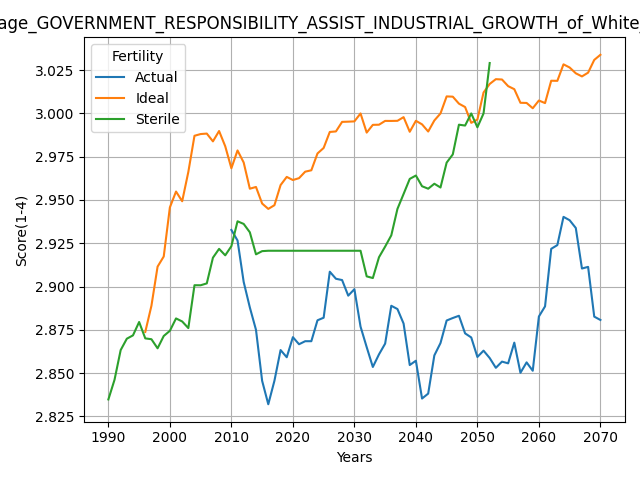 age_GOVERNMENT_RESPONSIBILITY_ASSIST_INDUSTRIAL_GROWTH_of_White_
Fertility
Actual
Ideal
Sterile
Score(1-4)
3.025
3.000
2.975
2.950
2.925
2.900
2.875
2.850
2.825
1990 2000 2010 2020 2030 2040 2050 2060 2070
Years